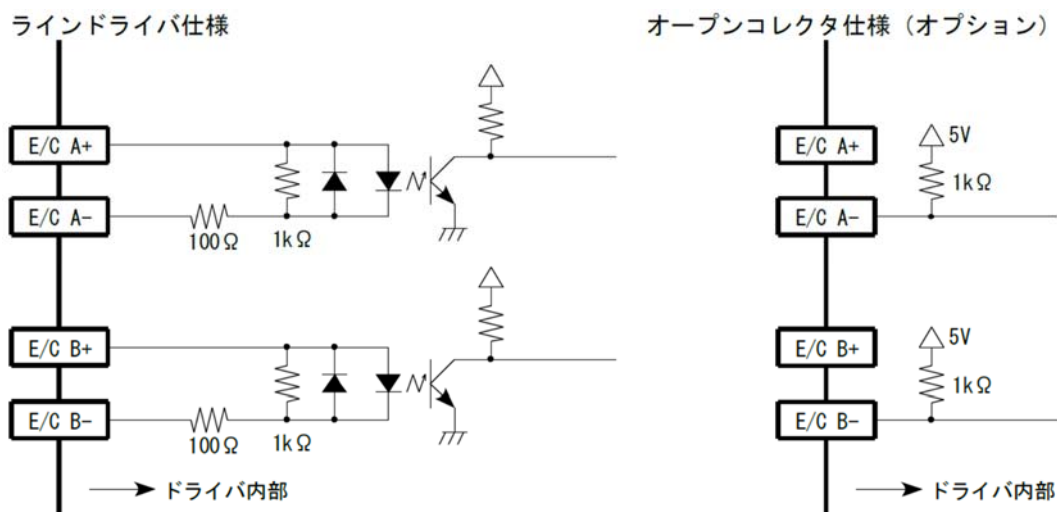 ラインドライバ仕様
E/C A+
E/C A-
100Ω
1kΩ
E/C B+
E/C B-
100Ω
1kΩ
ドライバ内部
オープンコレクタ仕様（オプション）
E/C A+
5V
1kΩ
E/C A-
E/C B+
5V
1kΩ
E/C B-
ドライバ内部